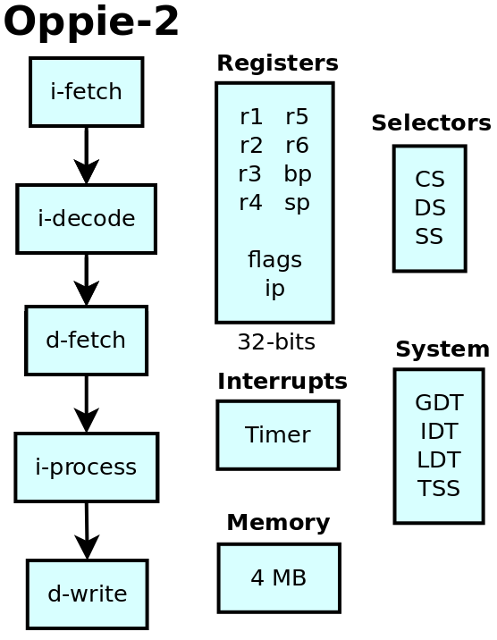 Oppie-2
i-fetch
i-decode
d-fetch
i-process
d-write
Registers
r1 r5
r2 r6
r3 bp
r4 sp
flags
ip
32-bits
Interrupts
Timer
Memory
4 MB
Selectors
CS
DS
SS
System
GDT
IDT
LDT
TSS